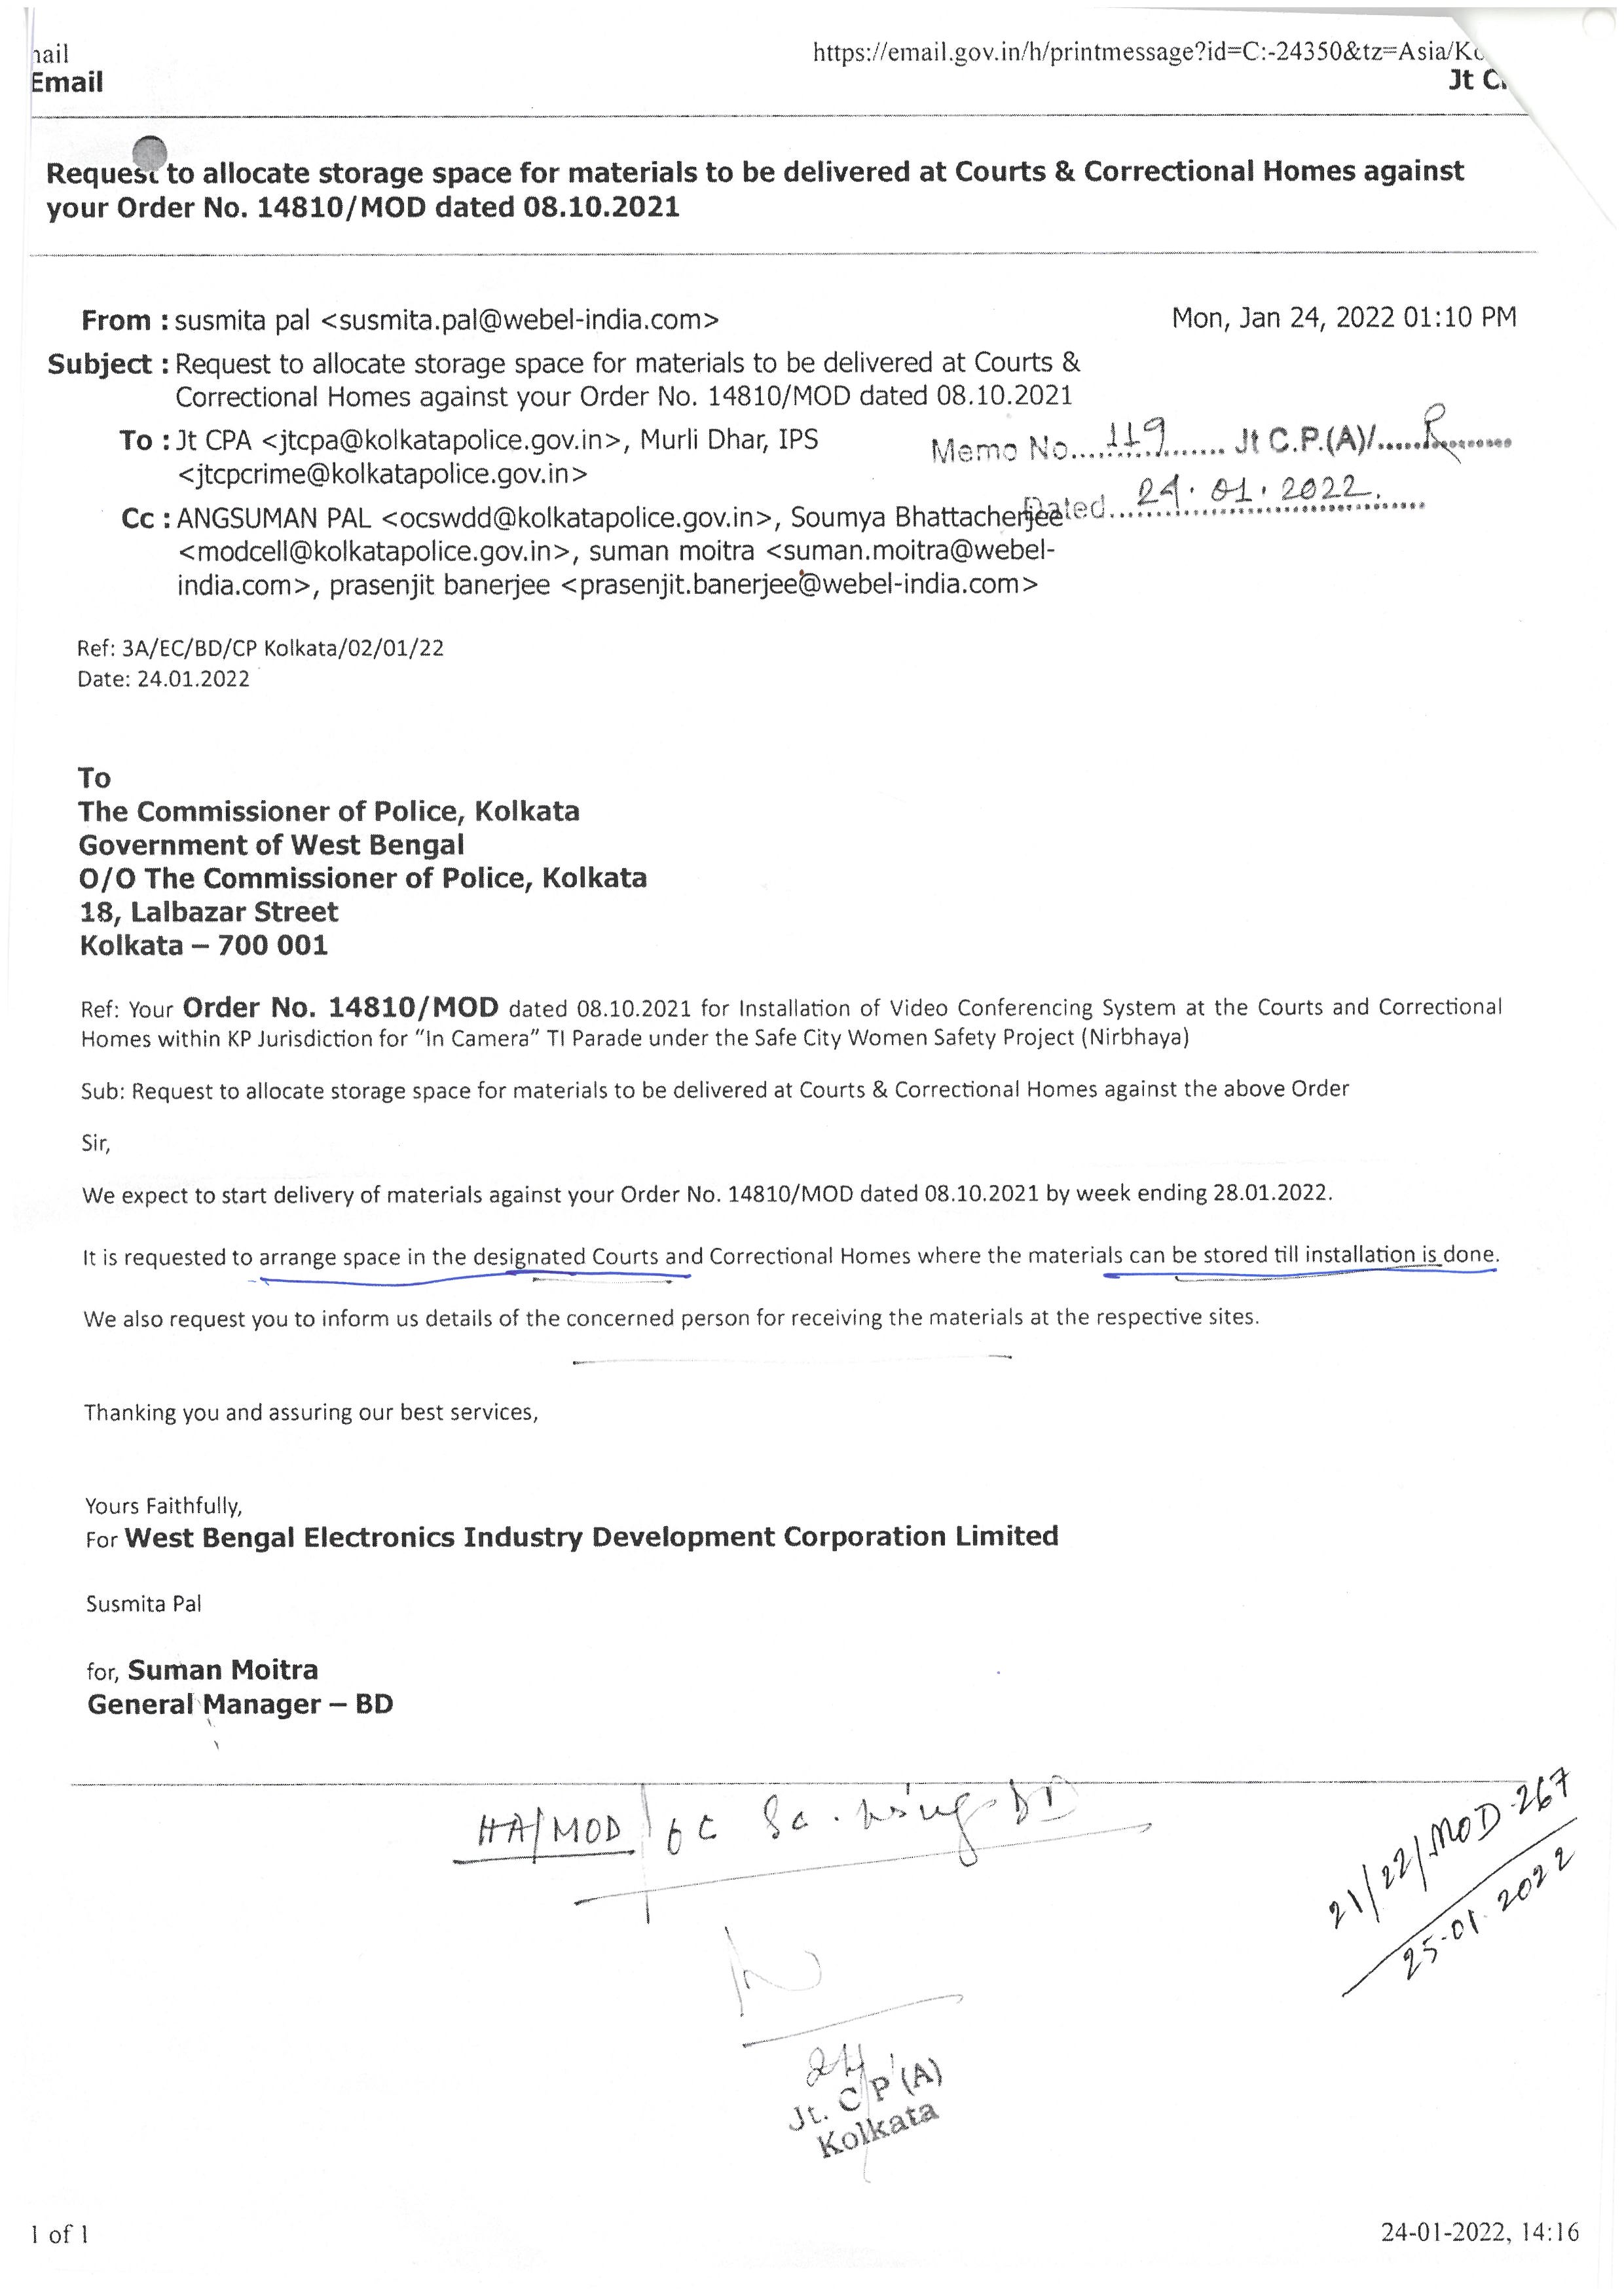 nail
Email
https://email.gov.in/h/printmessage?id=C:-24350&tz=Asia/Ko
Jt C.
Request to allocate storage space for materials to be delivered at Courts & Correctional Homes against
your Order No. 14810/MOD dated 08.10.2021
From : susmita pal <susmita.pal@webel-india.com>
Mon, Jan 24, 2022 01:10 PM
Subject : Request to allocate storage space for materials to be delivered at Courts &
Correctional Homes against your Order No. 14810/MOD dated 08.10.2021
To : Jt CPA <jtcpa@kolkatapolice.gov.in>, Murli Dhar, IPS
<jtcpcrime@kolkatapolice.gov.in>
Memo No. 119 Jt C.P.(A)/ R
Dated 24.01.2022.
Cc : ANGSUMAN PAL <ocswdd@kolkatapolice.gov.in>, Soumya Bhattacherjee
<modcell@kolkatapolice.gov.in>, suman moitra <suman.moitra@webel-
india.com>, prasenjit banerjee <prasenjit.banerjee@webel-india.com>
Ref: 3A/EC/BD/CP Kolkata/02/01/22
Date: 24.01.2022
To
The Commissioner of Police, Kolkata
Government of West Bengal
O/O The Commissioner of Police, Kolkata
18, Lalbazar Street
Kolkata – 700 001
Ref: Your Order No. 14810/MOD dated 08.10.2021 for Installation of Video Conferencing System at the Courts and Correctional
Homes within KP Jurisdiction for "In Camera" TI Parade under the Safe City Women Safety Project (Nirbhaya)
Sub: Request to allocate storage space for materials to be delivered at Courts & Correctional Homes against the above Order
Sir,
We expect to start delivery of materials against your Order No. 14810/MOD dated 08.10.2021 by week ending 28.01.2022.
It is requested to arrange space in the designated Courts and Correctional Homes where the materials can be stored till installation is done.
We also request you to inform us details of the concerned person for receiving the materials at the respective sites.
Thanking you and assuring our best services,
Yours Faithfully,
For West Bengal Electronics Industry Development Corporation Limited
Susmita Pal
for, Suman Moitra
General Manager – BD
HA/MOD
21/22/MOD-267
25-01-2022
24/1
Jt. C P (A)
Kolkata
1 of 1
24-01-2022, 14:16